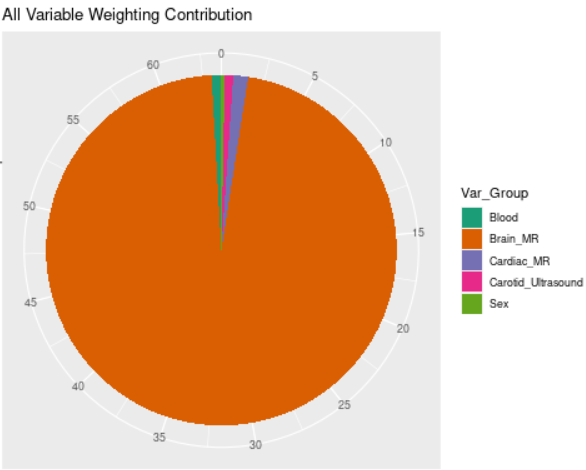 All Variable Weighting Contribution
0
5
10
15
20
25
30
35
40
45
50
55
60
Var_Group
Blood
Brain_MR
Cardiac_MR
Carotid_Ultrasound
Sex